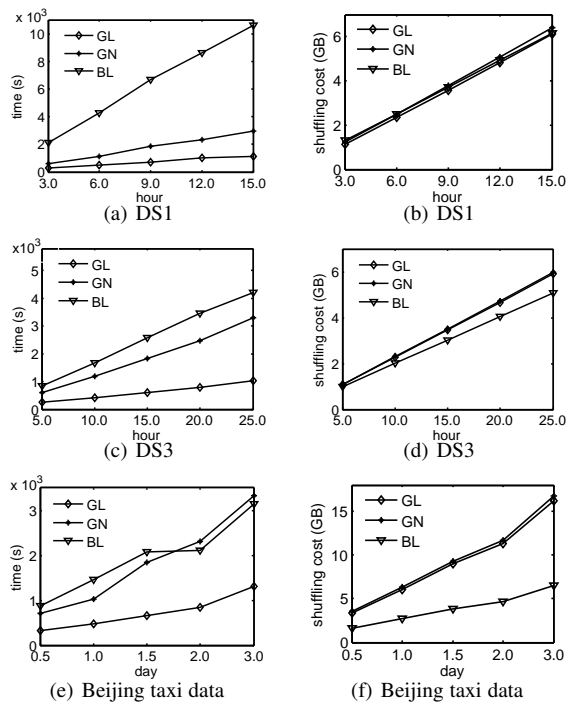 x10³
10
8
6
4
2
0
time (s)
GL
GN
BL
3.0 6.0 9.0 12.0 15.0
hour
(a) DS1
6
4
2
0
shuffling cost (GB)
GL
GN
BL
3.0 6.0 9.0 12.0 15.0
hour
(b) DS1
x10³
5
4
3
2
1
0
time (s)
GL
GN
BL
5.0 10.0 15.0 20.0 25.0
hour
(c) DS3
6
4
2
0
shuffling cost (GB)
GL
GN
BL
5.0 10.0 15.0 20.0 25.0
hour
(d) DS3
x 10³
3
2
1
0
time (s)
GL
GN
BL
0.5 1.0 1.5 2.0 3.0
day
(e) Beijing taxi data
15
10
5
0
shuffling cost (GB)
GL
GN
BL
0.5 1.0 1.5 2.0 3.0
day
(f) Beijing taxi data